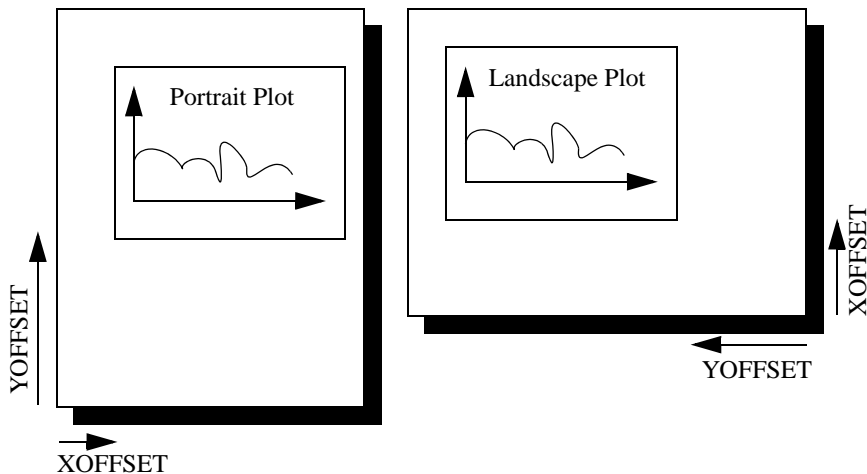 Portrait Plot
YOFFSET
XOFFSET
Landscape Plot
XOFFSET
YOFFSET